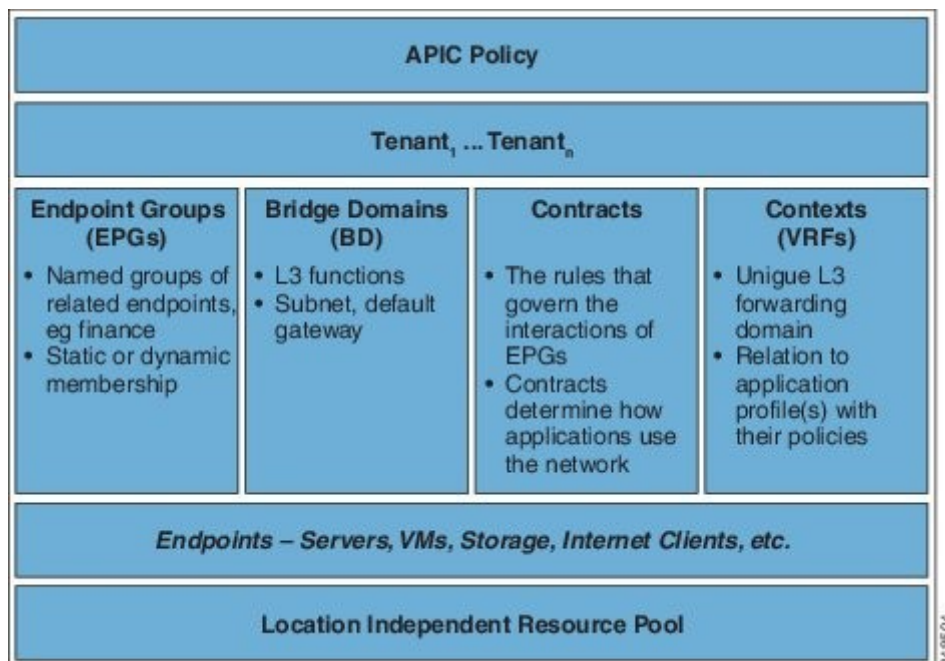 APIC Policy
Tenant1 ... Tenantn
Endpoint Groups
(EPGs)
• Named groups of
related endpoints,
eg finance
• Static or dynamic
membership
Bridge Domains
(BD)
• L3 functions
• Subnet, default
gateway
Contracts
• The rules that
govern the
interactions of
EPGs
• Contracts
determine how
applications use
the network
Contexts
(VRFs)
• Unigue L3
forwarding
domain
• Relation to
application
profile(s) with
their policies
Endpoints – Servers, VMs, Storage, Internet Clients, etc.
Location Independent Resource Pool